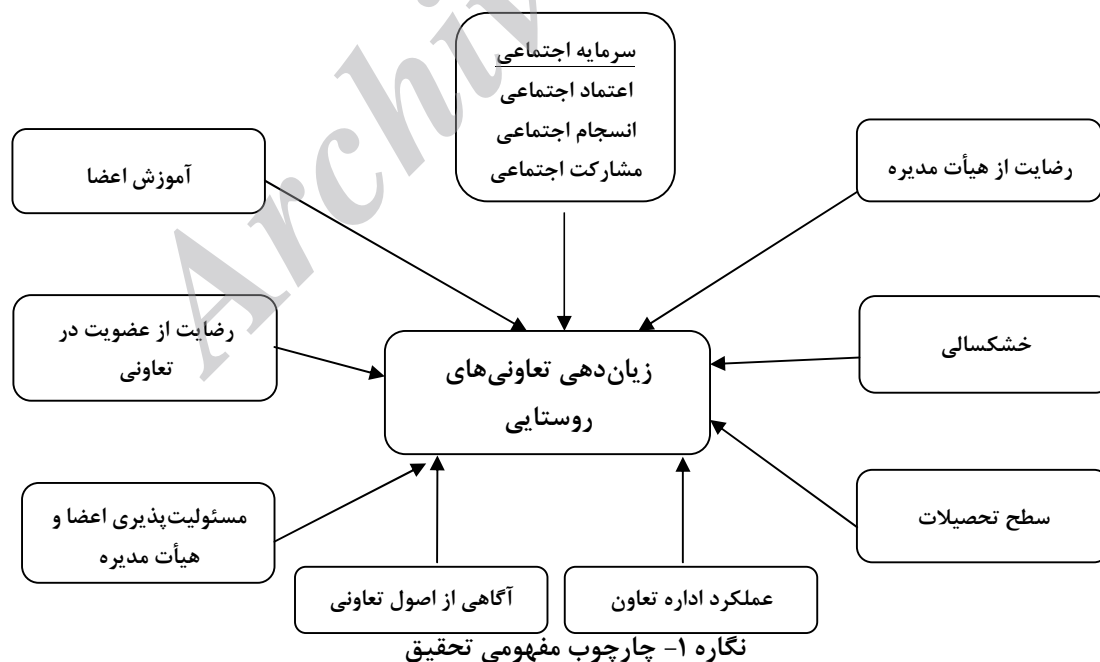 سرمایه اجتماعی
اعتماد اجتماعی
انسجام اجتماعی
مشارکت اجتماعی
رضایت از هیأت مدیره
آموزش اعضا
خشکسالی
رضایت از عضویت در
تعاونی
زیان‌دهی تعاونی‌های
روستایی
سطح تحصیلات
مسئولیت‌پذیری اعضا و
هیأت مدیره
عملکرد اداره تعاون
آگاهی از اصول تعاونی
نگاره ۱- چارچوب مفهومی تحقیق
Archiv